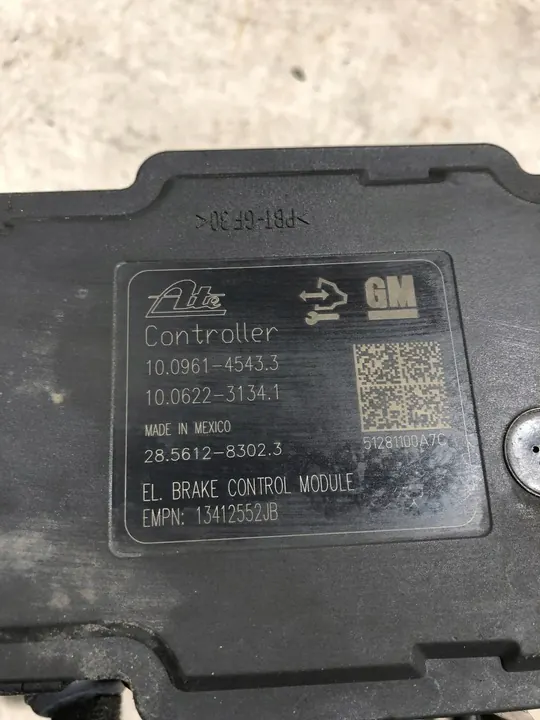 >PBT-GF30<
Ate
GM
Controller
10.0961-4543.3
10.0622-3134.1
MADE IN MEXICO
28.5612-8302.3
51281100A7C
EL. BRAKE CONTROL MODULE
EMPN: 13412552JB